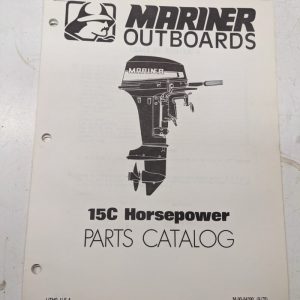 MARINER
OUTBOARDS
MARINER
15C Horsepower
PARTS CATALOG